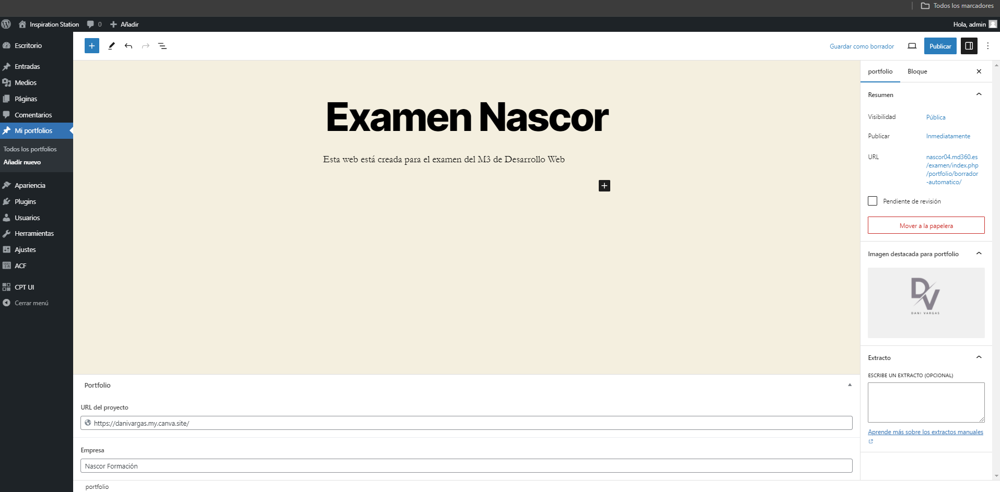 Todos los marcadores
Inspiration Station
0
Añadir
Hola, admin
Escritorio
Entradas
Medios
Páginas
Comentarios
Mi portfolios
Todos los portfolios
Añadir nuevo
Apariencia
Plugins
Usuarios
Herramientas
Ajustes
ACF
CPT UI
Cerrar menú
Guardar como borrador
Publicar
Examen Nascor
Esta web está creada para el examen del M3 de Desarrollo Web
Portfolio
URL del proyecto
https://danivargas.my.canva.site/
Empresa
Nascor Formación
portfolio
portfolio
Bloque
Resumen
Visibilidad
Pública
Publicar
Inmediatamente
URL
nascor04.md360.es
/examen/index.php
/portfolio/borrador
-automatico/
Pendiente de revisión
Mover a la papelera
Imagen destacada para portfolio
DV
DANI VARGAS
Extracto
ESCRIBE UN EXTRACTO (OPCIONAL)
Aprende más sobre los extractos manuales